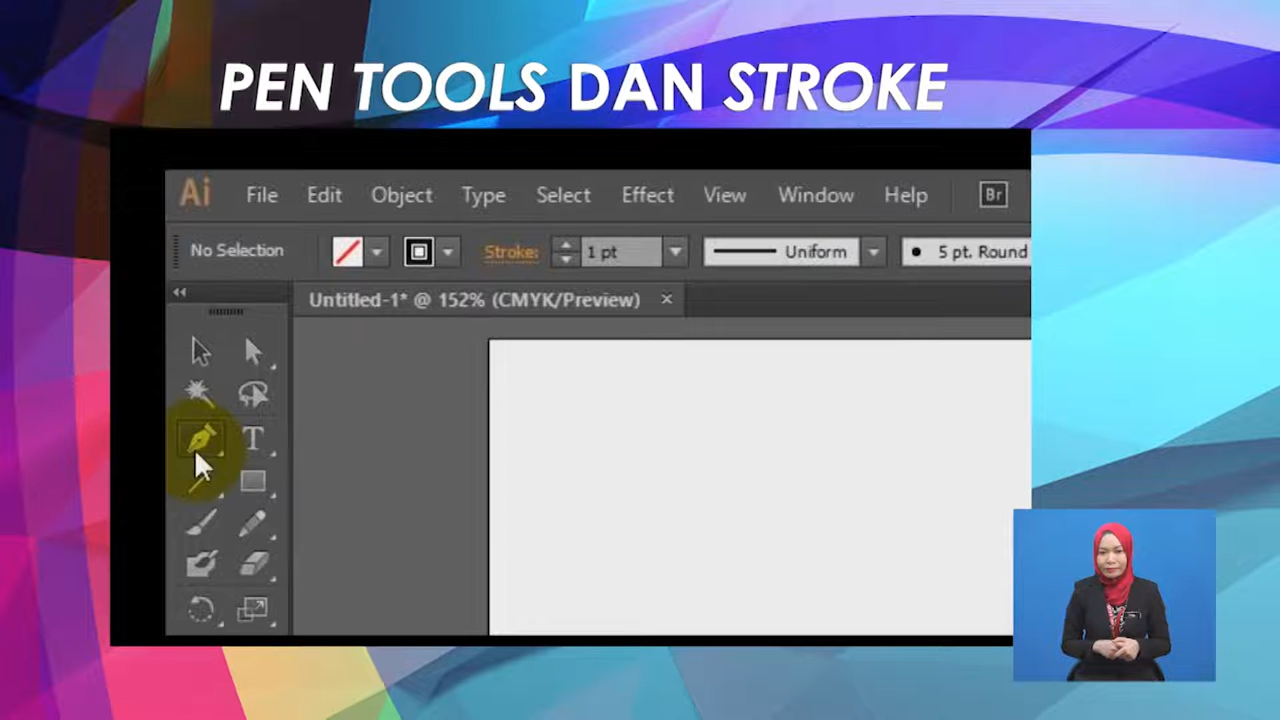 PEN TOOLS DAN STROKE
Ai File Edit Object Type Select Effect View Window Help Br
No Selection Stroke: 1 pt Uniform 5 pt. Round
Untitled-1* @ 152% (CMYK/Preview) ×
T